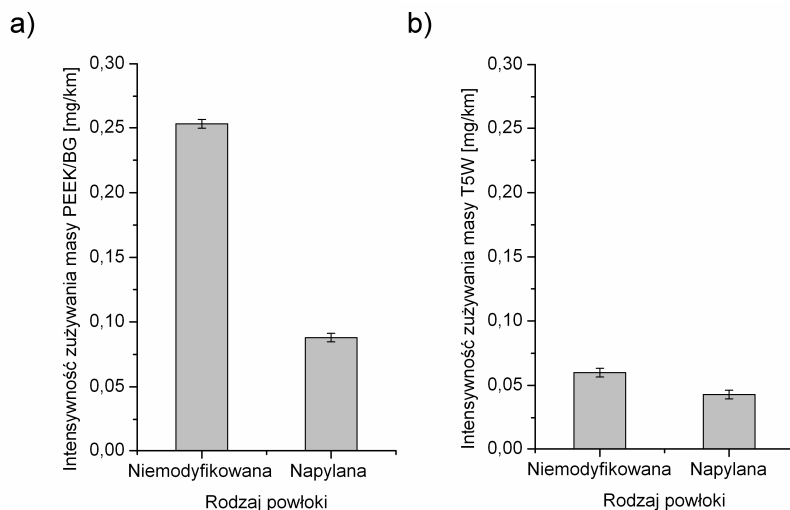 a)
Intensywność zużywania masy PEEK/BG [mg/km]
0,30
0,25
0,20
0,15
0,10
0,05
0,00
Niemodyfikowana Napylana
Rodzaj powłoki
b)
Intensywność zużywania masy T5W [mg/km]
0,30
0,25
0,20
0,15
0,10
0,05
0,00
Niemodyfikowana Napylana
Rodzaj powłoki